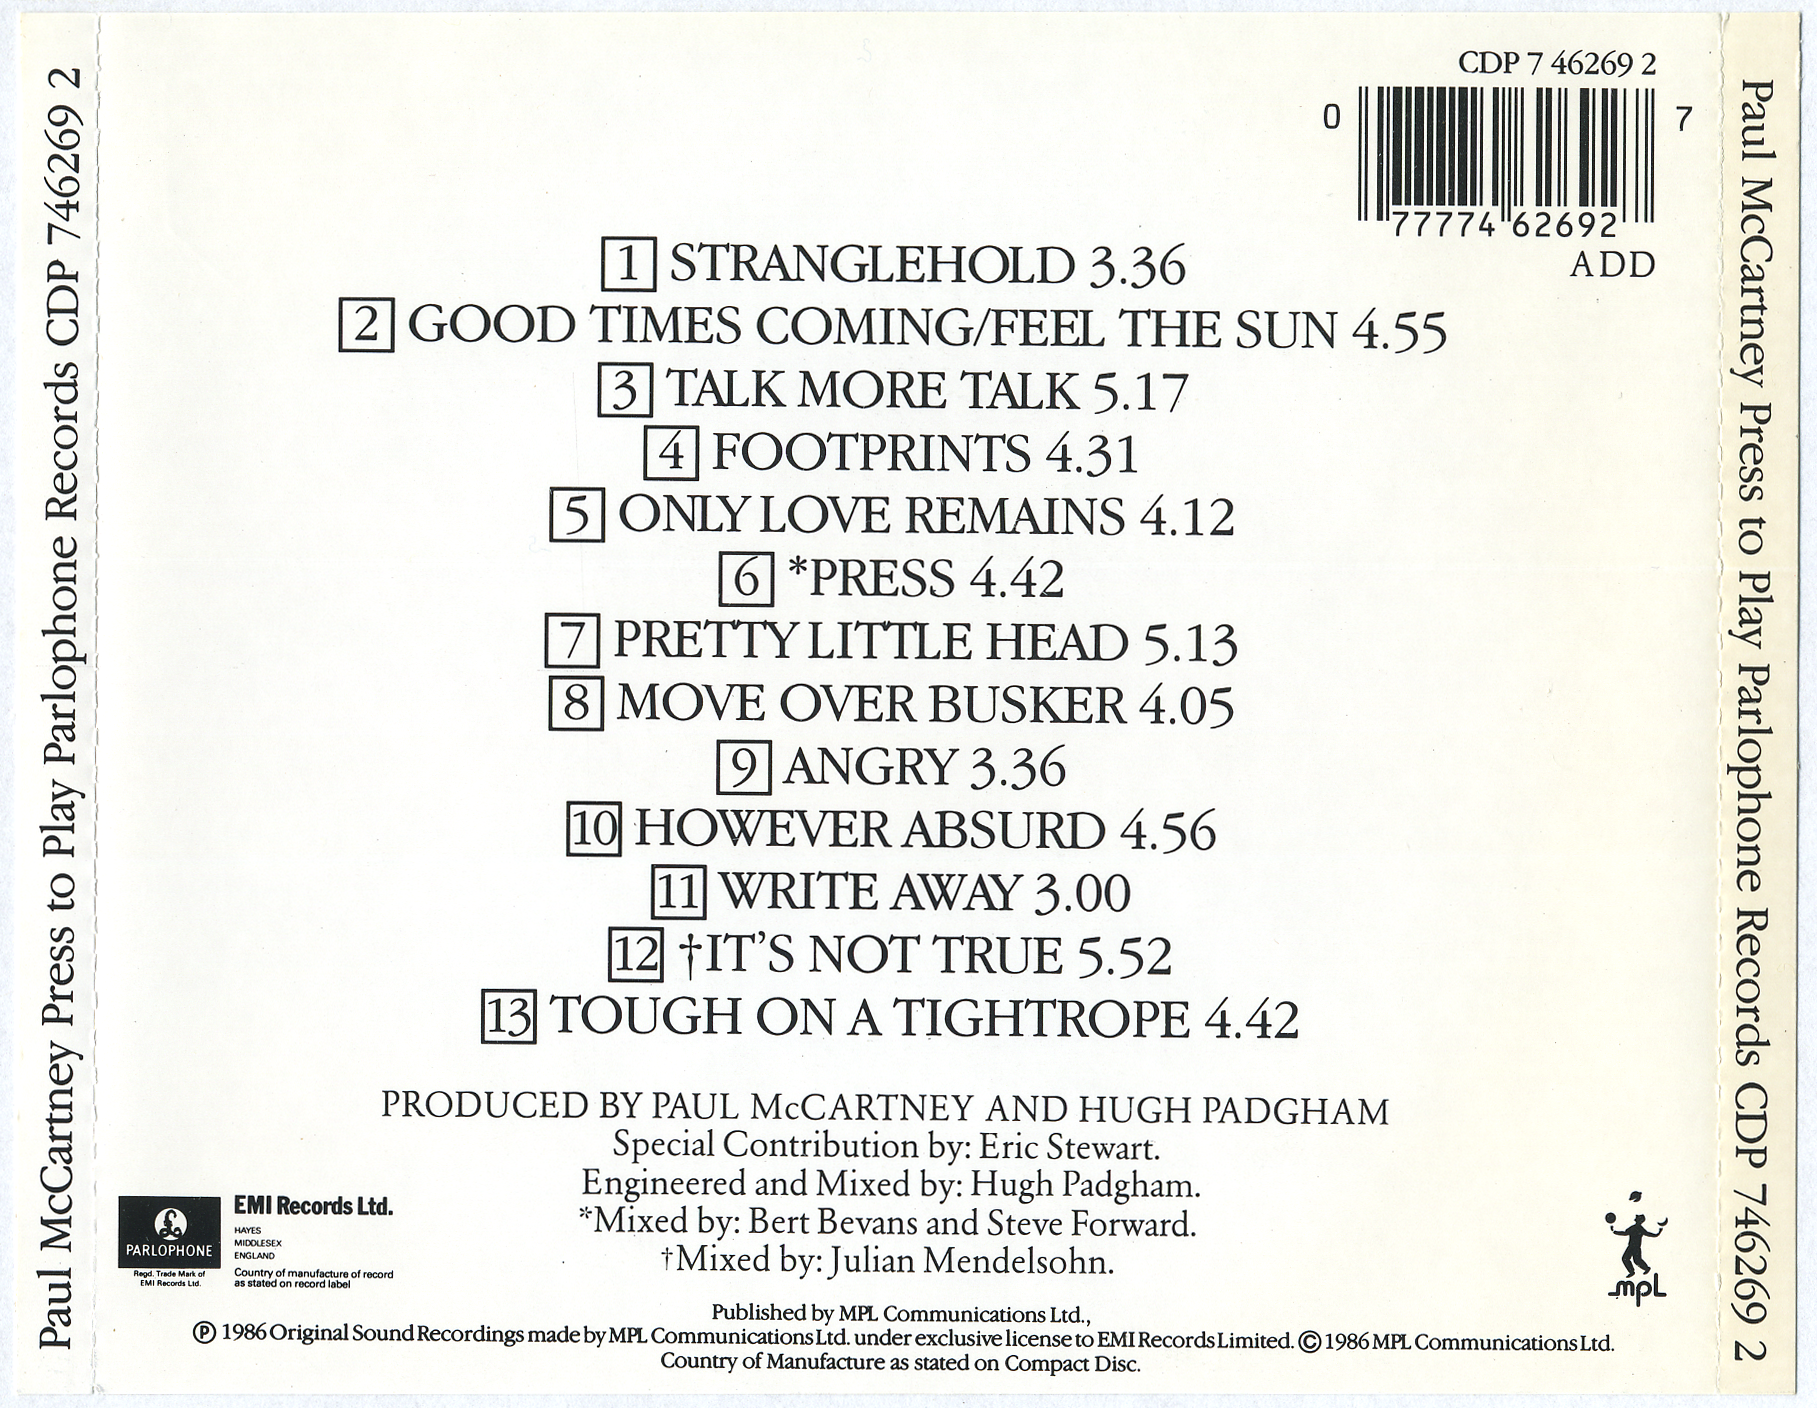 Paul McCartney Press to Play Parlophone Records CDP 7 46269 2
CDP 7 46269 2
0 77774 62692 7
ADD
1 STRANGLEHOLD 3.36
2 GOOD TIMES COMING/FEEL THE SUN 4.55
3 TALK MORE TALK 5.17
4 FOOTPRINTS 4.31
5 ONLY LOVE REMAINS 4.12
6 *PRESS 4.42
7 PRETTY LITTLE HEAD 5.13
8 MOVE OVER BUSKER 4.05
9 ANGRY 3.36
10 HOWEVER ABSURD 4.56
11 WRITE AWAY 3.00
12 †IT'S NOT TRUE 5.52
13 TOUGH ON A TIGHTROPE 4.42
PRODUCED BY PAUL McCARTNEY AND HUGH PADGHAM
Special Contribution by: Eric Stewart.
Engineered and Mixed by: Hugh Padgham.
*Mixed by: Bert Bevans and Steve Forward.
†Mixed by: Julian Mendelsohn.
PARLOPHONE
Regd. Trade Mark of
EMI Records Ltd.
EMI Records Ltd.
HAYES
MIDDLESEX
ENGLAND
Country of manufacture of record
as stated on record label
mpL
Published by MPL Communications Ltd.,
Ⓟ 1986 Original Sound Recordings made by MPL Communications Ltd. under exclusive license to EMI Records Limited. © 1986 MPL Communications Ltd.
Country of Manufacture as stated on Compact Disc.
Paul McCartney Press to Play Parlophone Records CDP 7 46269 2